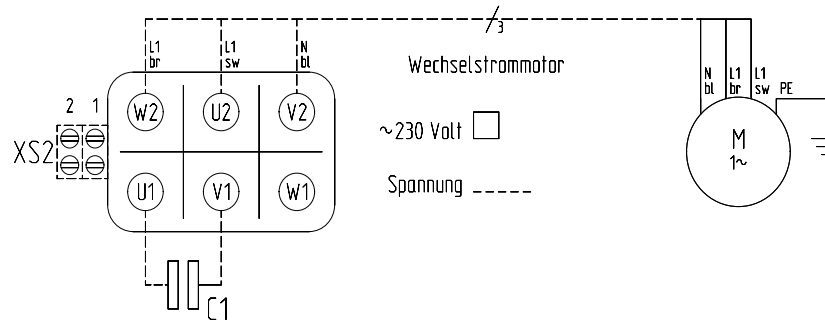 3
L1
br
L1
sw
N
bl
Wechselstrommotor
N
bl
L1
br
L1
sw
PE
2 1
W2 U2 V2
~230 Volt
M
1~
XS2
Spannung
U1 V1 W1
C1